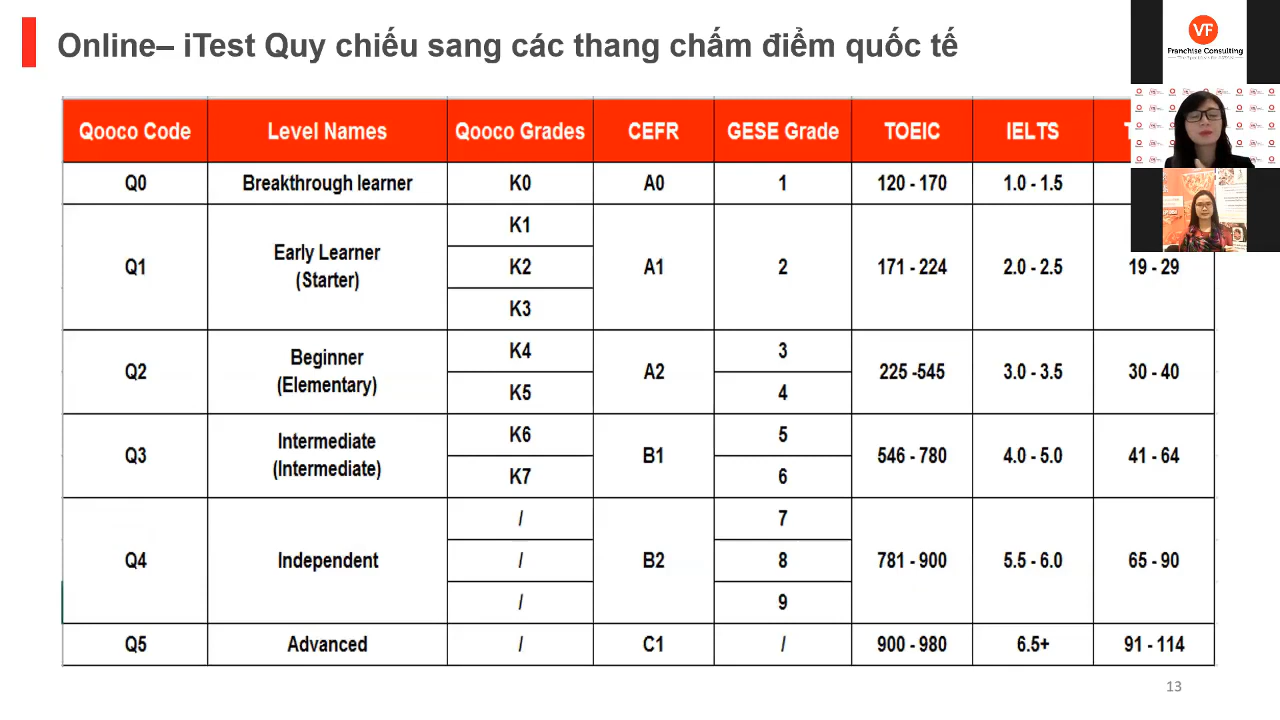 Online– iTest Quy chiếu sang các thang chấm điểm quốc tế
VF
Franchise Consulting
Qooco Code Level Names Qooco Grades CEFR GESE Grade TOEIC IELTS T
Q0 Breakthrough learner K0 A0 1 120 - 170 1.0 - 1.5
Q1 Early Learner (Starter) K1 K2 K3 A1 2 171 - 224 2.0 - 2.5 19 - 29
Q2 Beginner (Elementary) K4 K5 A2 3 4 225 -545 3.0 - 3.5 30 - 40
Q3 Intermediate (Intermediate) K6 K7 B1 5 6 546 - 780 4.0 - 5.0 41 - 64
Q4 Independent / / / B2 7 8 9 781 - 900 5.5 - 6.0 65 - 90
Q5 Advanced / C1 / 900 - 980 6.5+ 91 - 114
13